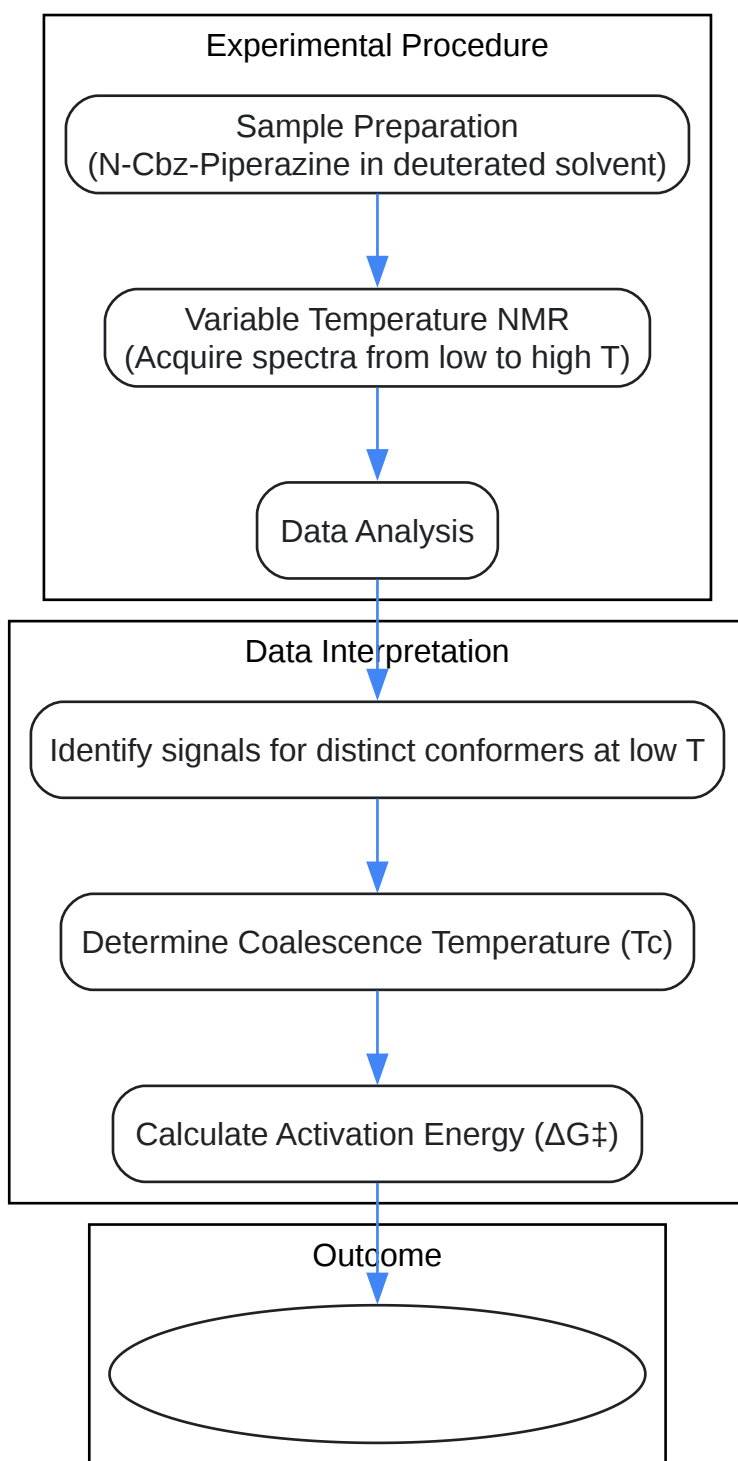 Experimental Procedure
Sample Preparation
(N-Cbz-Piperazine in deuterated solvent)
Variable Temperature NMR
(Acquire spectra from low to high T)
Data Analysis
Data Interpretation
Identify signals for distinct conformers at low T
Determine Coalescence Temperature (Tc)
Calculate Activation Energy (ΔG‡)
Outcome